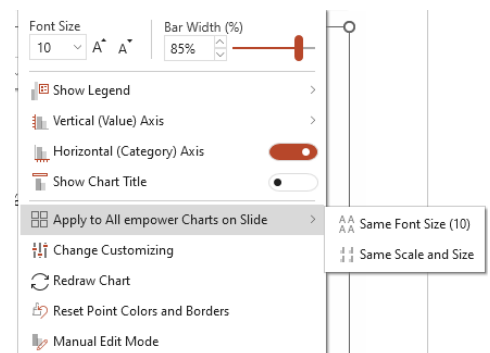 Font Size
Bar Width (%)
10
85%
Show Legend
Vertical (Value) Axis
Horizontal (Category) Axis
Show Chart Title
Apply to All empower Charts on Slide
Same Font Size (10)
Change Customizing
Same Scale and Size
Redraw Chart
Reset Point Colors and Borders
Manual Edit Mode